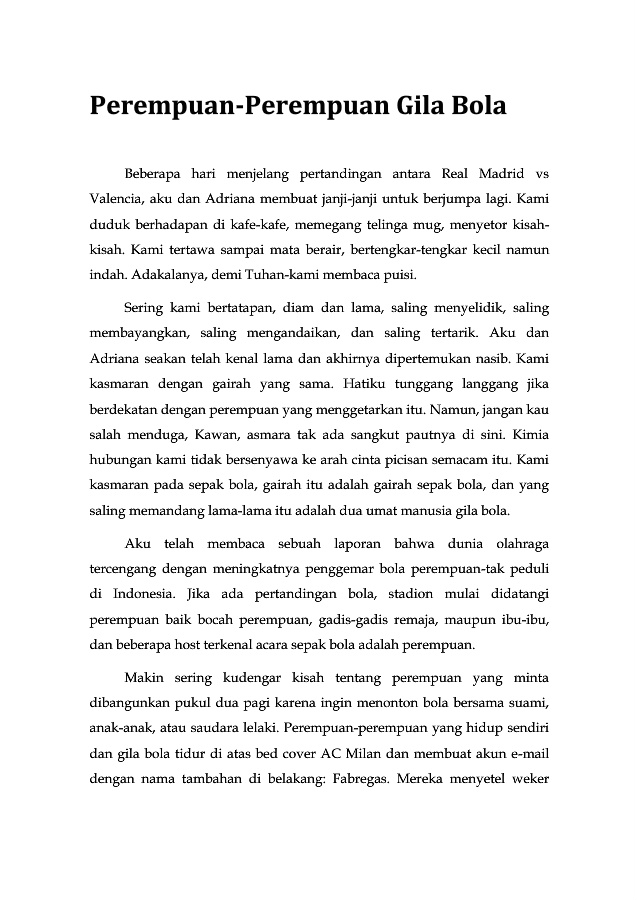 Perempuan-Perempuan Gila Bola
Beberapa hari menjelang pertandingan antara Real Madrid vs
Valencia, aku dan Adriana membuat janji-janji untuk berjumpa lagi. Kami
duduk berhadapan di kafe-kafe, memegang telinga mug, menyetor kisah-
kisah. Kami tertawa sampai mata berair, bertengkar-tengkar kecil namun
indah. Adakalanya, demi Tuhan-kami membaca puisi.
Sering kami bertatapan, diam dan lama, saling menyelidik, saling
membayangkan, saling mengandaikan, dan saling tertarik. Aku dan
Adriana seakan telah kenal lama dan akhirnya dipertemukan nasib. Kami
kasmaran dengan gairah yang sama. Hatiku tunggang langgang jika
berdekatan dengan perempuan yang menggetarkan itu. Namun, jangan kau
salah menduga, Kawan, asmara tak ada sangkut pautnya di sini. Kimia
hubungan kami tidak bersenyawa ke arah cinta picisan semacam itu. Kami
kasmaran pada sepak bola, gairah itu adalah gairah sepak bola, dan yang
saling memandang lama-lama itu adalah dua umat manusia gila bola.
Aku telah membaca sebuah laporan bahwa dunia olahraga
tercengang dengan meningkatnya penggemar bola perempuan-tak peduli
di Indonesia. Jika ada pertandingan bola, stadion mulai didatangi
perempuan baik bocah perempuan, gadis-gadis remaja, maupun ibu-ibu,
dan beberapa host terkenal acara sepak bola adalah perempuan.
Makin sering kudengar kisah tentang perempuan yang minta
dibangunkan pukul dua pagi karena ingin menonton bola bersama suami,
anak-anak, atau saudara lelaki. Perempuan-perempuan yang hidup sendiri
dan gila bola tidur di atas bed cover AC Milan dan membuat akun e-mail
dengan nama tambahan di belakang: Fabregas. Mereka menyetel weker